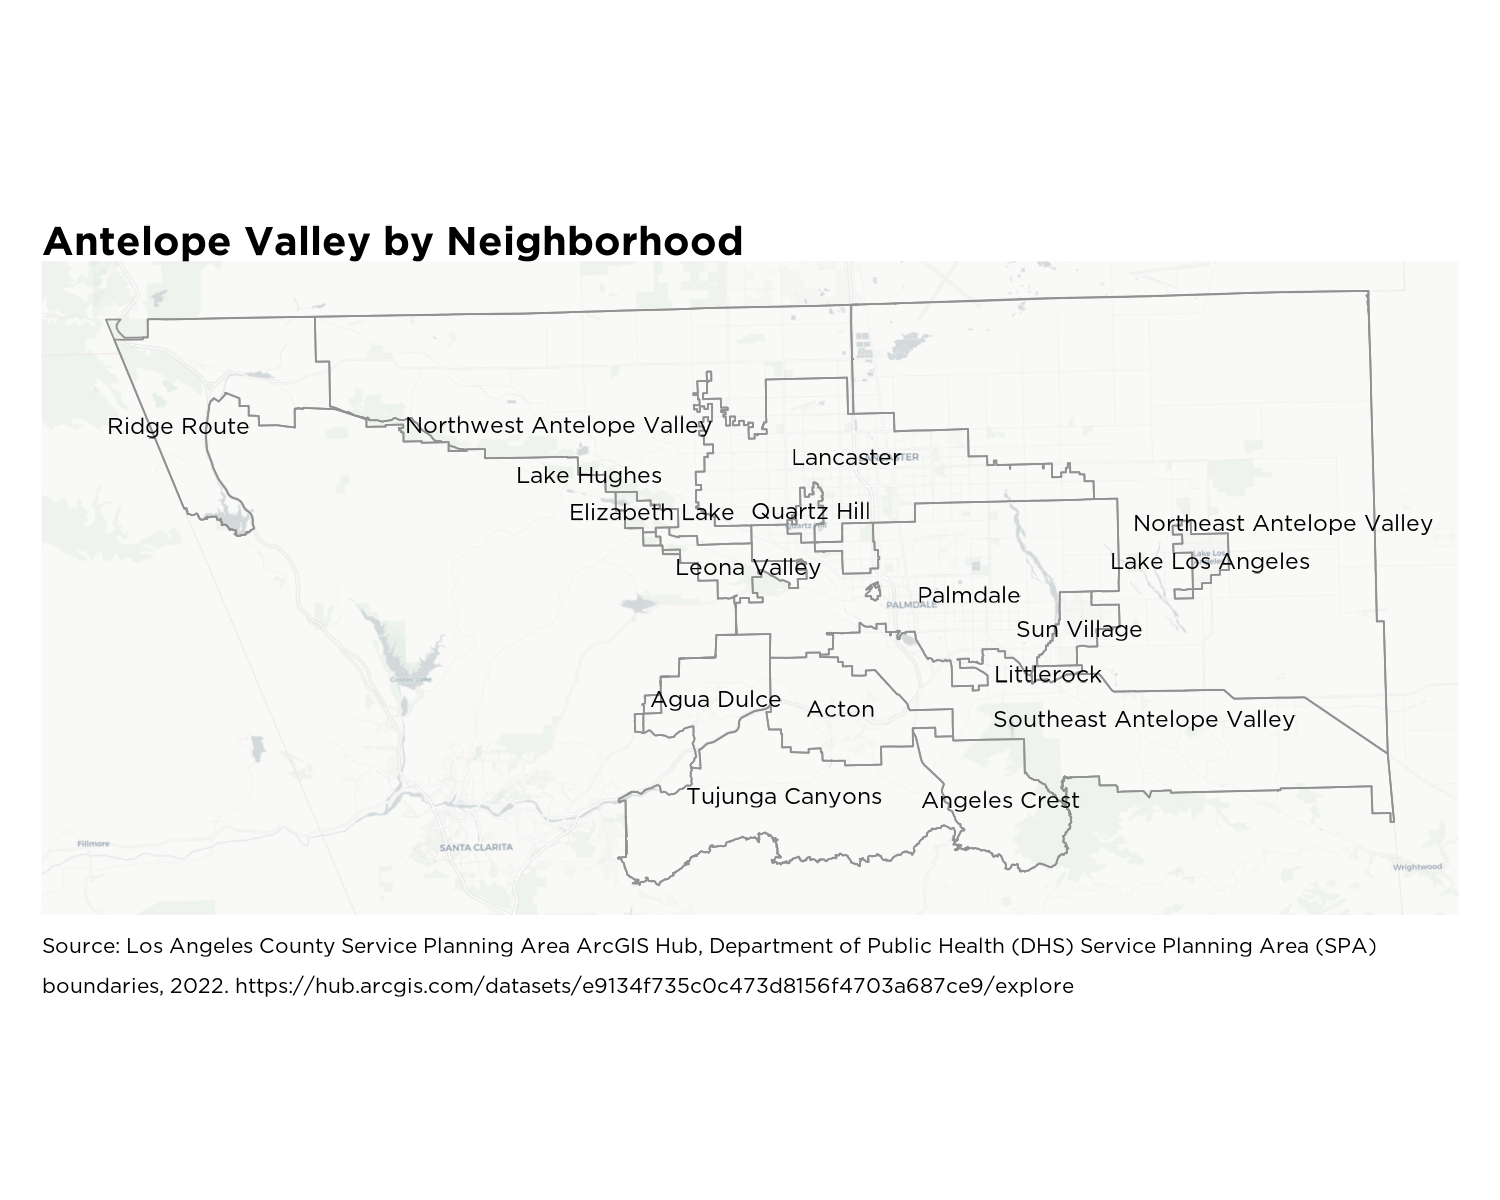 Antelope Valley by Neighborhood
Ridge Route
Northwest Antelope Valley
Lancaster
Lake Hughes
Elizabeth Lake
Quartz Hill
Quartz Hill
Northeast Antelope Valley
Lake Los Angeles
Leona Valley
Palmdale
PALMDALE
Sun Village
Littlerock
Agua Dulce
Acton
Southeast Antelope Valley
Tujunga Canyons
Angeles Crest
Fillmore
SANTA CLARITA
Wrightwood
Source: Los Angeles County Service Planning Area ArcGIS Hub, Department of Public Health (DHS) Service Planning Area (SPA)
boundaries, 2022. https://hub.arcgis.com/datasets/e9134f735c0c473d8156f4703a687ce9/explore